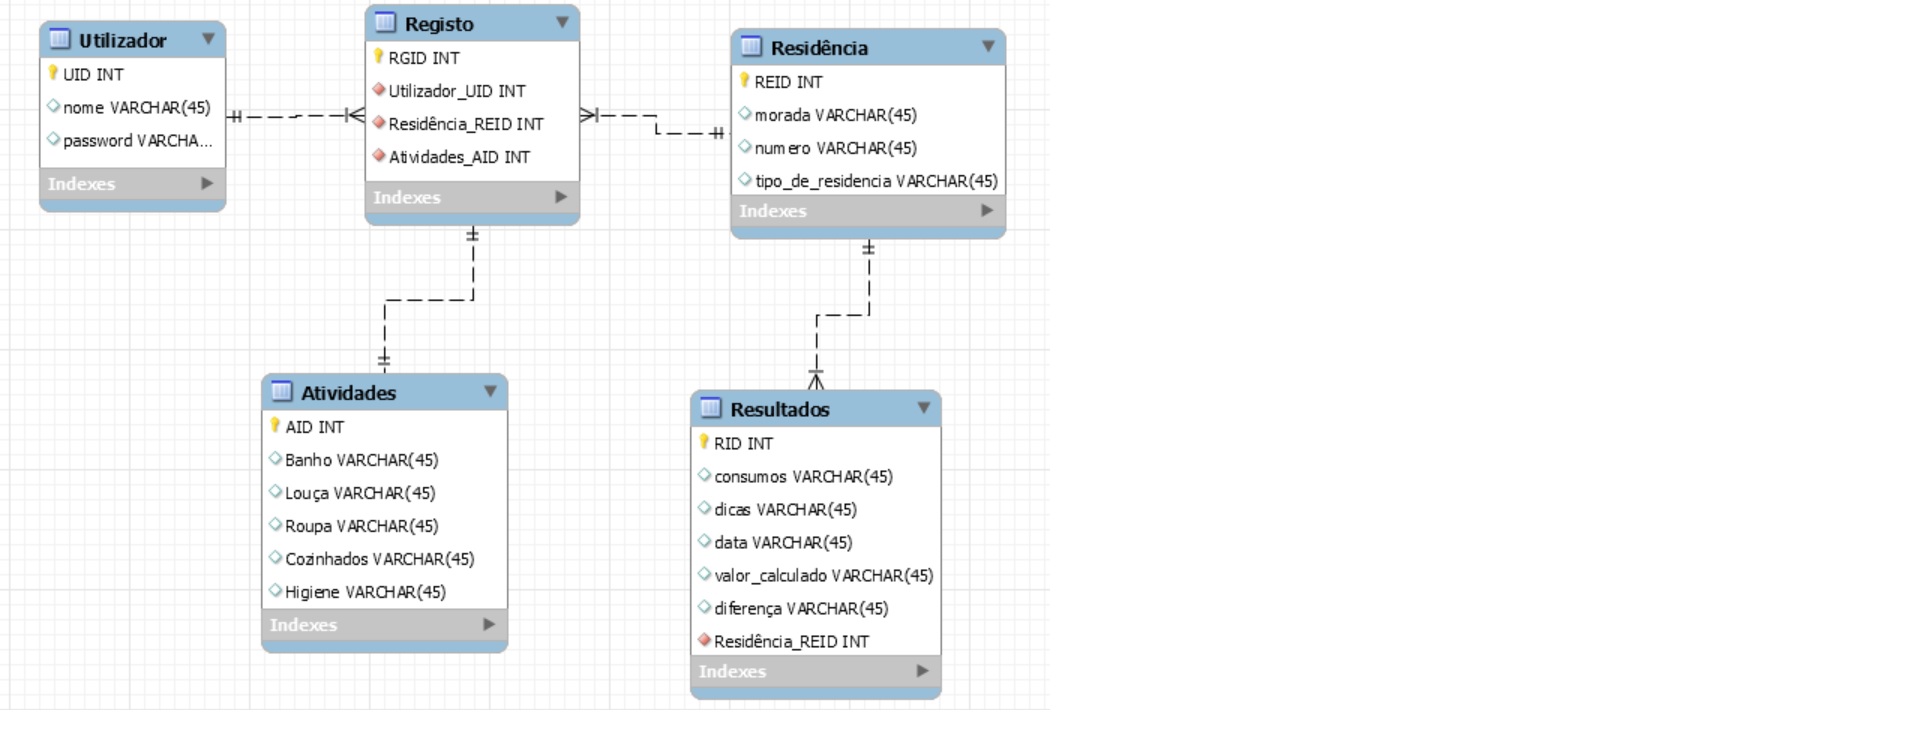 Utilizador
UID INT
nome VARCHAR(45)
password VARCHA...
Indexes
Registo
RGID INT
Utilizador_UID INT
Residência_REID INT
Atividades_AID INT
Indexes
Residência
REID INT
morada VARCHAR(45)
numero VARCHAR(45)
tipo_de_residencia VARCHAR(45)
Indexes
Atividades
AID INT
Banho VARCHAR(45)
Louça VARCHAR(45)
Roupa VARCHAR(45)
Cozinhados VARCHAR(45)
Higiene VARCHAR(45)
Indexes
Resultados
RID INT
consumos VARCHAR(45)
dicas VARCHAR(45)
data VARCHAR(45)
valor_calculado VARCHAR(45)
diferença VARCHAR(45)
Residência_REID INT
Indexes